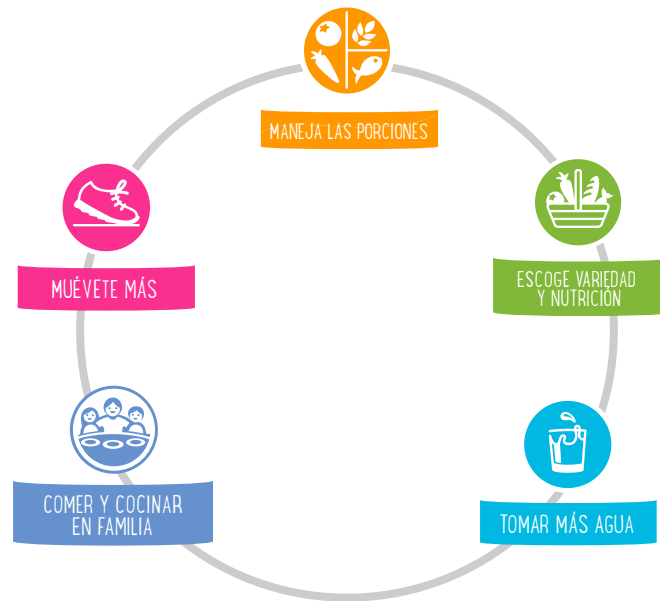 MANEJA LAS PORCIONES
ESCOGE VARIEDAD
Y NUTRICIÓN
TOMAR MÁS AGUA
COMER Y COCINAR
EN FAMILIA
MUÉVETE MÁS